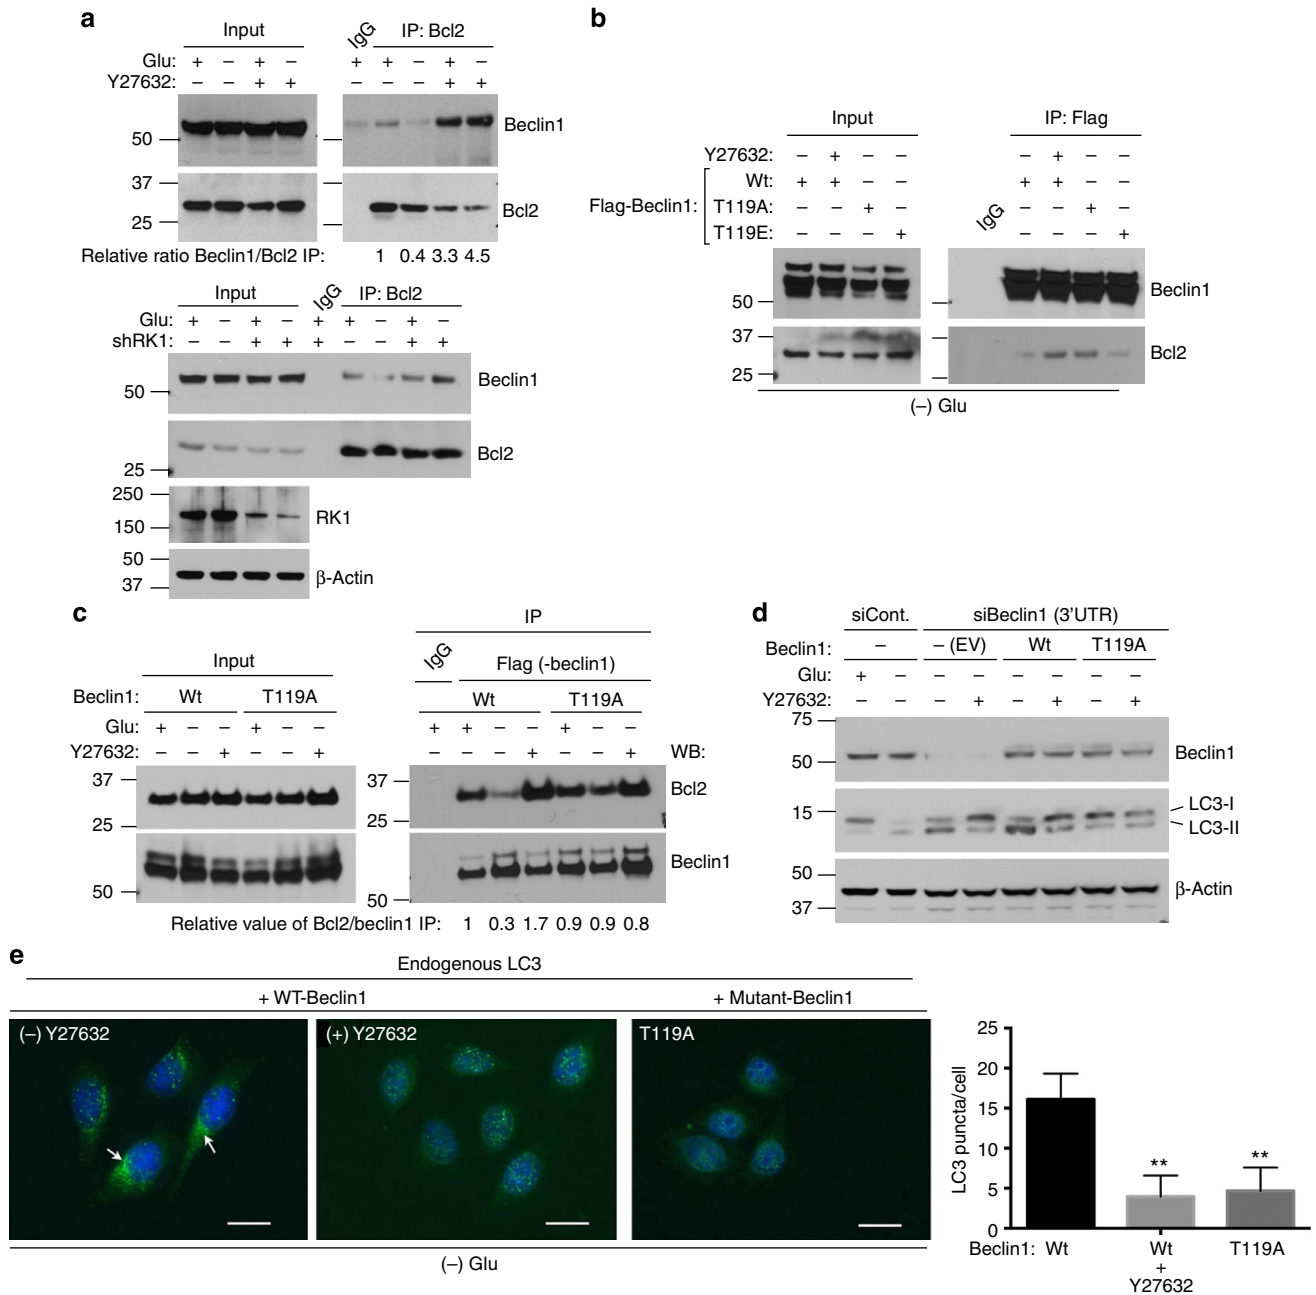 a
Input IgG IP: Bcl2
Glu: + − + − + + − + −
Y27632: − − + + − − − + +
50 Beclin1
37
25 Bcl2
Relative ratio Beclin1/Bcl2 IP: 1 0.4 3.3 4.5
Input IgG IP: Bcl2
Glu: + − + − + + − + −
shRK1: − − + + + − − + +
50 Beclin1
25 Bcl2
250
150 RK1
50
37 β-Actin
b
Input IP: Flag
Y27632: − + − − − + − −
Flag-Beclin1: Wt: + + − − + + − −
T119A: − − + − − − + −
T119E: − − − + IgG − − − +
50 Beclin1
37
25 Bcl2
(−) Glu
c
IP
Input IgG Flag (-beclin1)
Beclin1: Wt T119A Wt T119A
Glu: + − − + − − + + − − + − −
Y27632: − − + − − + − − − + − − + WB:
37 37 Bcl2
25 25
50 50 Beclin1
Relative value of Bcl2/beclin1 IP: 1 0.3 1.7 0.9 0.9 0.8
d
siCont. siBeclin1 (3'UTR)
Beclin1: − − (EV) Wt T119A
Glu: + − − − − − − −
Y27632: − − − + − + − +
75
50 Beclin1
15 LC3-I
LC3-II
50 β-Actin
37
e
Endogenous LC3
+ WT-Beclin1 + Mutant-Beclin1
(−) Y27632 (+) Y27632 T119A
(−) Glu
LC3 puncta/cell
25
20
15
10
5
0
** **
Beclin1: Wt Wt T119A
+
Y27632